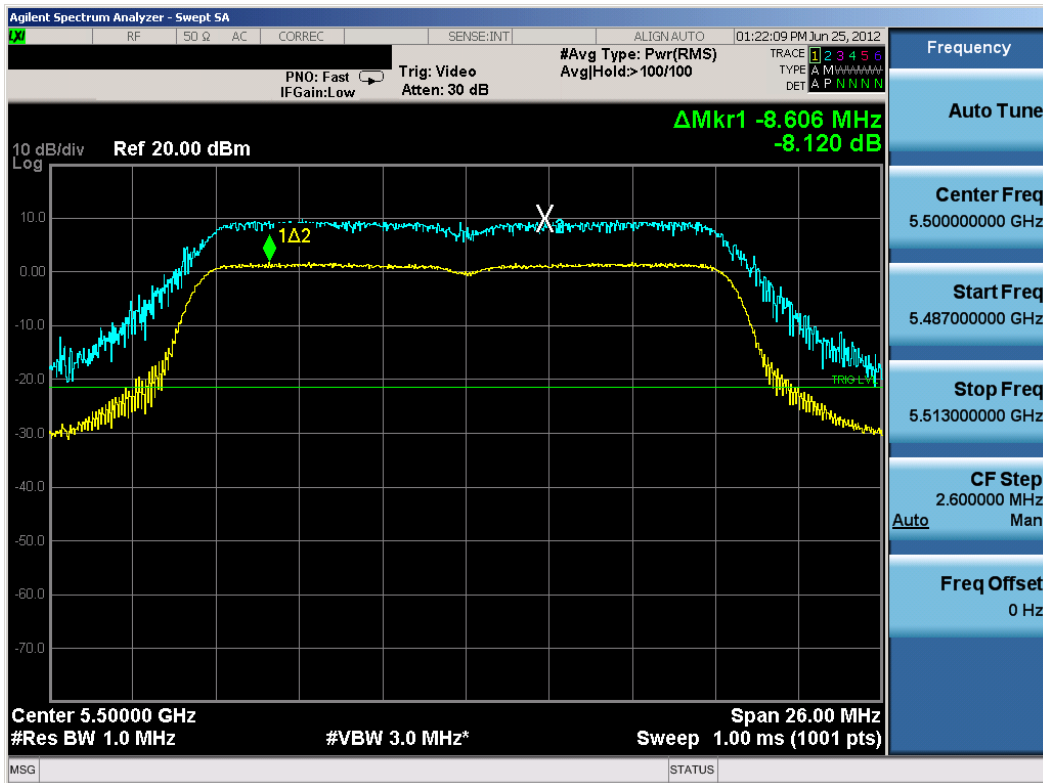 Agilent Spectrum Analyzer - Swept SA
LXI RF 50 Ω AC CORREC SENSE:INT ALIGN AUTO 01:22:09 PM Jun 25, 2012
PNO: Fast
IFGain:Low
Trig: Video
Atten: 30 dB
#Avg Type: Pwr(RMS)
Avg|Hold:>100/100
TRACE 1 2 3 4 5 6
TYPE A M W W W W
DET A P N N N N
ΔMkr1 -8.606 MHz
-8.120 dB
10 dB/div Ref 20.00 dBm
Log
10.0
0.00
-10.0
-20.0
-30.0
-40.0
-50.0
-60.0
-70.0
1Δ2
X2
TRIG LVL
Center 5.50000 GHz Span 26.00 MHz
#Res BW 1.0 MHz #VBW 3.0 MHz* Sweep 1.00 ms (1001 pts)
MSG STATUS
Frequency
Auto Tune
Center Freq
5.500000000 GHz
Start Freq
5.487000000 GHz
Stop Freq
5.513000000 GHz
CF Step
2.600000 MHz
Auto Man
Freq Offset
0 Hz